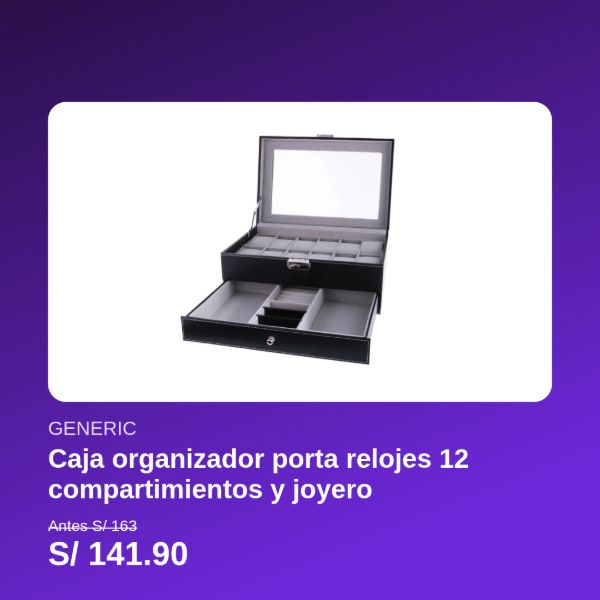 GENERIC
Caja organizador porta relojes 12
compartimientos y joyero
Antes S/ 163
S/ 141.90